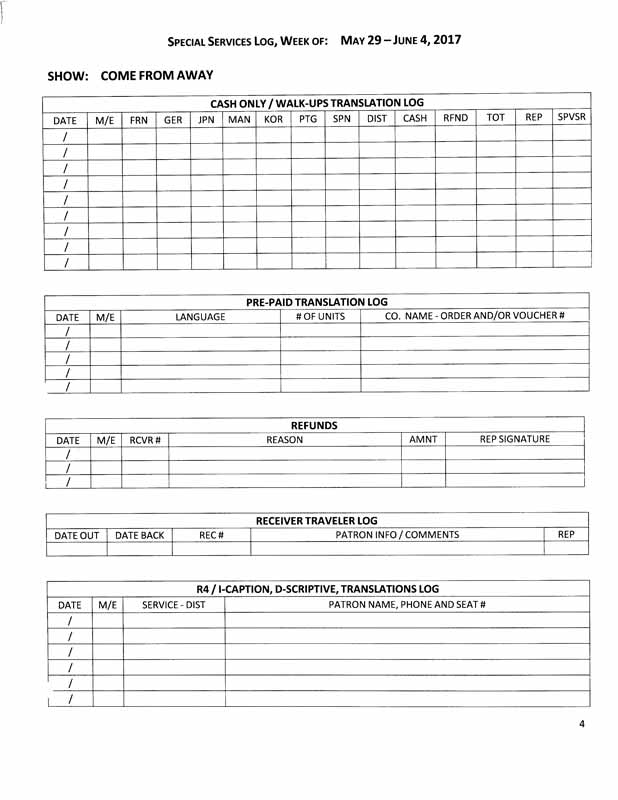 SPECIAL SERVICES LOG, WEEK OF: MAY 29 – JUNE 4, 2017
SHOW: COME FROM AWAY
CASH ONLY / WALK-UPS TRANSLATION LOG
DATE M/E FRN GER JPN MAN KOR PTG SPN DIST CASH RFND TOT REP SPVSR
/
/
/
/
/
/
/
/
/
PRE-PAID TRANSLATION LOG
DATE M/E LANGUAGE # OF UNITS CO. NAME - ORDER AND/OR VOUCHER #
/
/
/
/
/
REFUNDS
DATE M/E RCVR # REASON AMNT REP SIGNATURE
/
/
/
RECEIVER TRAVELER LOG
DATE OUT DATE BACK REC # PATRON INFO / COMMENTS REP
R4 / I-CAPTION, D-SCRIPTIVE, TRANSLATIONS LOG
DATE M/E SERVICE - DIST PATRON NAME, PHONE AND SEAT #
/
/
/
/
/
/
4